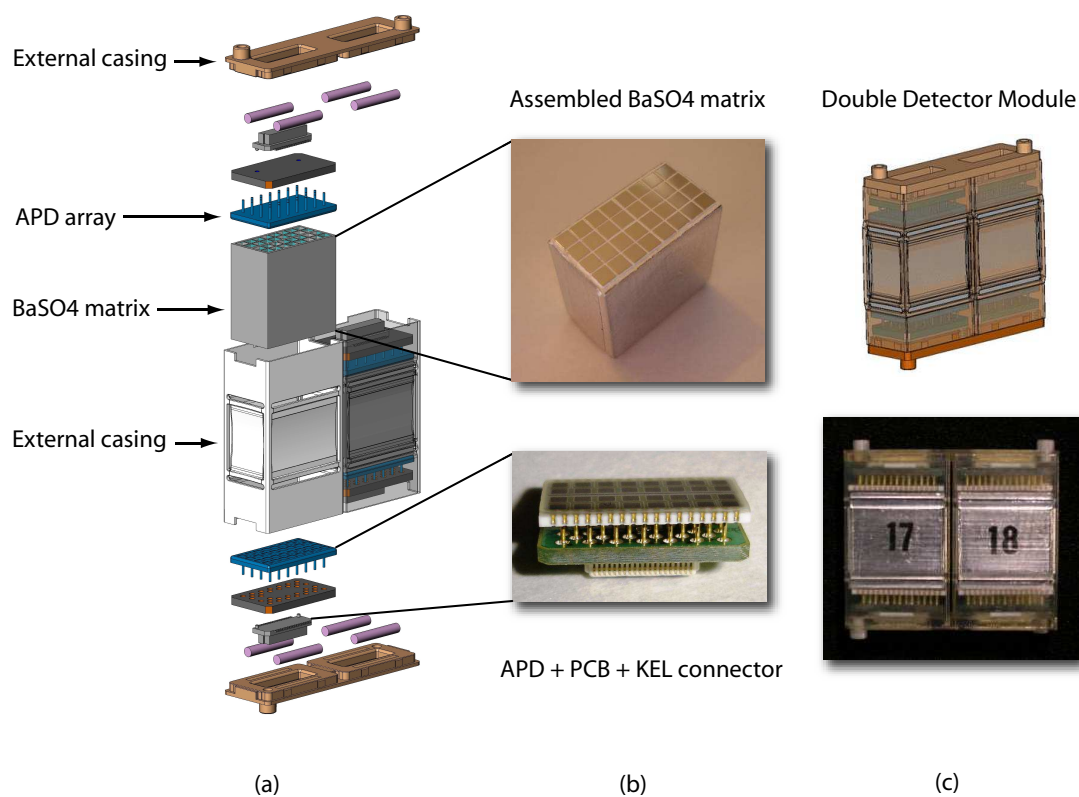 External casing
APD array
BaSO4 matrix
External casing
Assembled BaSO4 matrix
APD + PCB + KEL connector
Double Detector Module
17
18
(a)
(b)
(c)